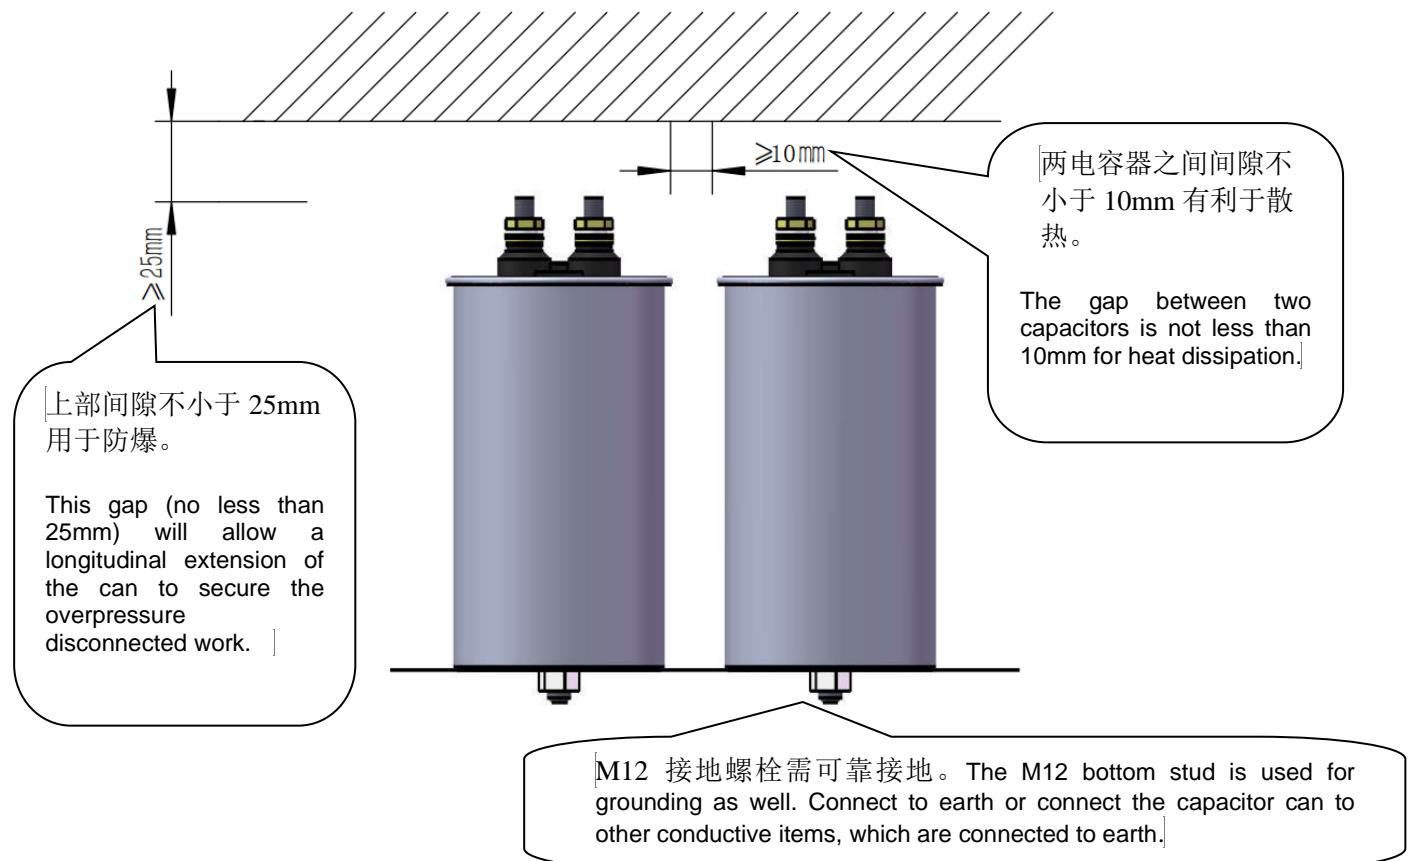 ≥10mm
≥25mm
两电容器之间间隙不
小于 10mm 有利于散
热。
The gap between two
capacitors is not less than
10mm for heat dissipation.
上部间隙不小于 25mm
用于防爆。
This gap (no less than
25mm) will allow a
longitudinal extension of
the can to secure the
overpressure
disconnected work.
M12 接地螺栓需可靠接地。The M12 bottom stud is used for
grounding as well. Connect to earth or connect the capacitor can to
other conductive items, which are connected to earth.